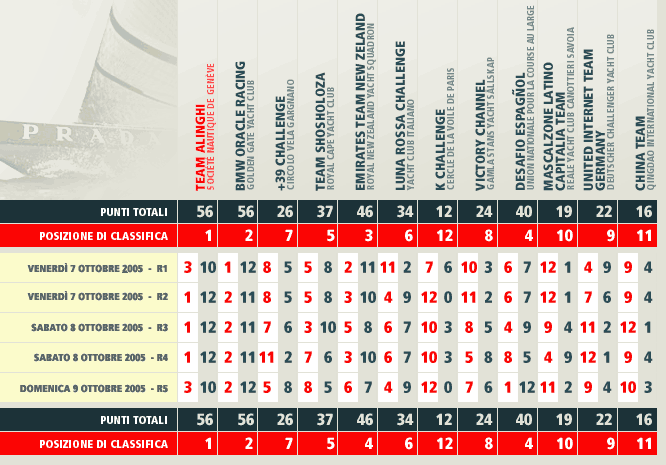 PRAD
TEAM ALINGHI
SOCIÉTÉ NAUTIQUE DE GENÈVE
BMW ORACLE RACING
GOLDEN GATE YACHT CLUB
+39 CHALLENGE
CIRCOLO VELA GARGNANO
TEAM SHOSHOLOZA
ROYAL CAPE YACHT CLUB
EMIRATES TEAM NEW ZELAND
ROYAL NEW ZEALAND YACHT SQUADRON
LUNA ROSSA CHALLENGE
YACHT CLUB ITALIANO
K CHALLENGE
CERCLE DE LA VOILE DE PARIS
VICTORY CHANNEL
GAMLA STANS YACHT SÄLLSKAP
DESAFIO ESPAGÑOL
UNION NATIONALE POUR LA COURSE AU LARGE
MASCALZONE LATINO
CAPITALIA TEAM
REALE YACHT CLUB CANOTTIERI SAVOIA
UNITED INTERNET TEAM
GERMANY
DEUTSCHER CHALLENGER YACHT CLUB
CHINA TEAM
QINGDAO INTERNATIONAL YACHT CLUB
PUNTI TOTALI 56 56 26 37 46 34 12 24 40 19 22 16
POSIZIONE DI CLASSIFICA 1 2 7 5 3 6 12 8 4 10 9 11
VENERDÌ 7 OTTOBRE 2005 - R1 3 10 1 12 8 5 5 8 2 11 11 2 7 6 10 3 6 7 12 1 4 9 9 4
VENERDÌ 7 OTTOBRE 2005 - R2 1 12 2 11 8 5 5 8 3 10 4 9 12 0 11 2 6 7 12 1 7 6 9 4
SABATO 8 OTTOBRE 2005 - R3 1 12 2 11 7 6 3 10 5 8 6 7 10 3 8 5 4 9 9 4 11 2 12 1
SABATO 8 OTTOBRE 2005 - R4 1 12 2 11 11 2 7 6 3 10 6 7 10 3 5 8 8 5 4 9 12 1 9 4
DOMENICA 9 OTTOBRE 2005 - R5 3 10 2 12 5 8 8 5 6 7 4 9 12 0 7 6 1 12 11 2 9 4 10 3
PUNTI TOTALI 56 56 26 37 46 34 12 24 40 19 22 16
POSIZIONE DI CLASSIFICA 1 2 7 5 4 6 12 8 4 10 9 11